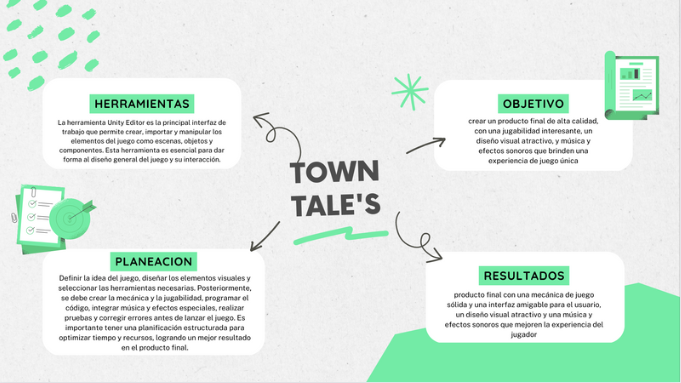 HERRAMIENTAS
La herramienta Unity Editor es la principal interfaz de
trabajo que permite crear, importar y manipular los
elementos del juego como escenas, objetos y
componentes. Esta herramienta es esencial para dar
forma al diseño general del juego y su interacción.
OBJETIVO
crear un producto final de alta calidad,
con una jugabilidad interesante, un
diseño visual atractivo, y música y
efectos sonoros que brinden una
experiencia de juego única
TOWN
TALE'S
PLANEACION
Definir la idea del juego, diseñar los elementos visuales y
seleccionar las herramientas necesarias. Posteriormente,
se debe crear la mecánica y la jugabilidad, programar el
código, integrar música y efectos especiales, realizar
pruebas y corregir errores antes de lanzar el juego. Es
importante tener una planificación estructurada para
optimizar tiempo y recursos, logrando un mejor resultado
en el producto final.
RESULTADOS
producto final con una mecánica de juego
sólida y una interfaz amigable para el usuario,
un diseño visual atractivo y una música y
efectos sonoros que mejoren la experiencia del
jugador